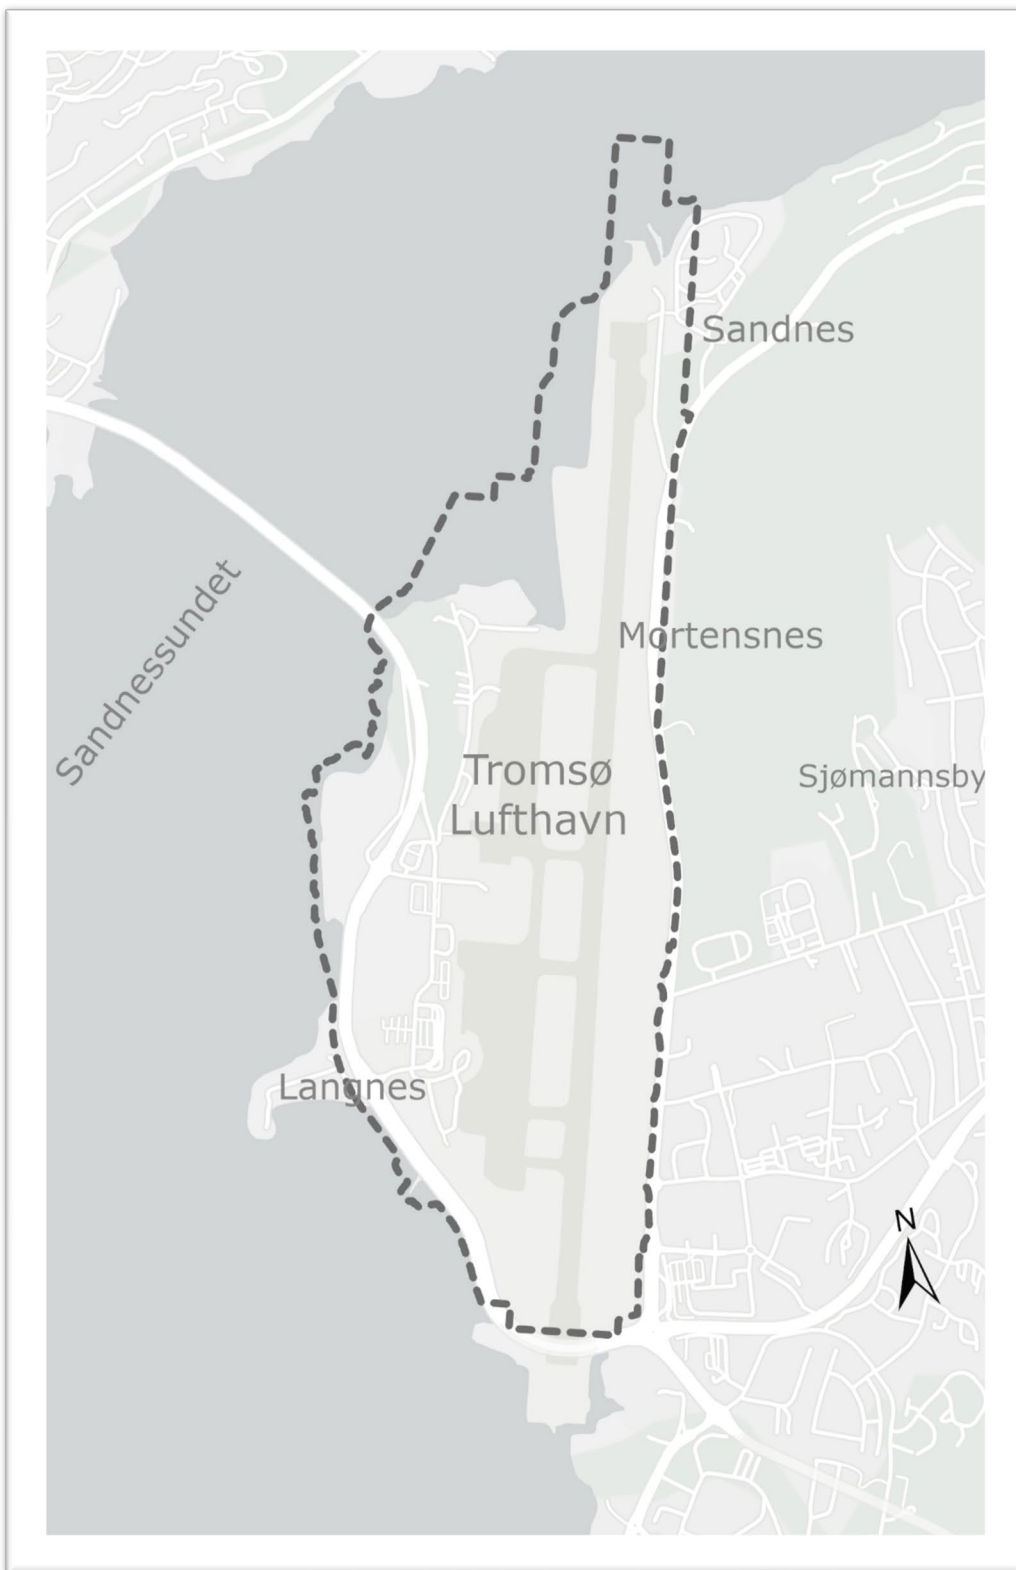 Sandnes
Sandnessundet
Mortensnes
Tromsø
Lufthavn
Sjømannsby
Langnes
N